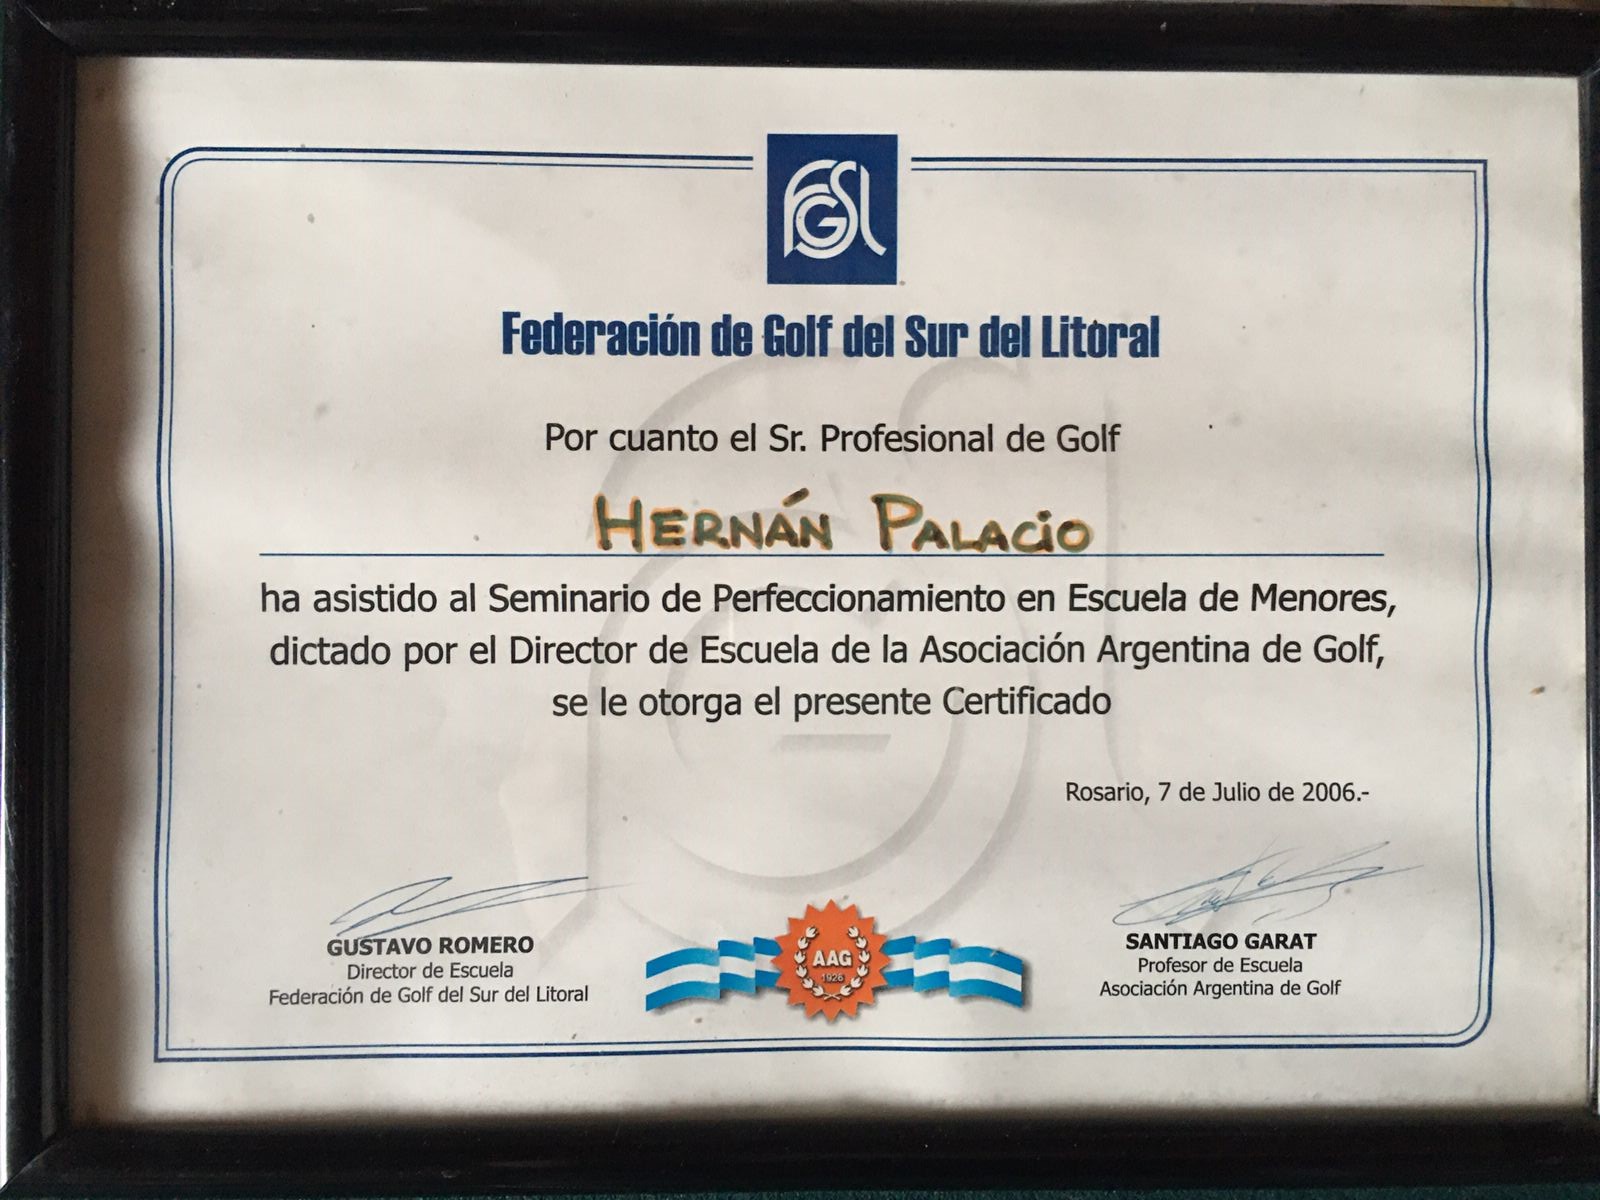 FGSL
Federación de Golf del Sur del Litoral
Por cuanto el Sr. Profesional de Golf
HERNÁN PALACIO
ha asistido al Seminario de Perfeccionamiento en Escuela de Menores,
dictado por el Director de Escuela de la Asociación Argentina de Golf,
se le otorga el presente Certificado
Rosario, 7 de Julio de 2006.-
GUSTAVO ROMERO
Director de Escuela
Federación de Golf del Sur del Litoral
AAG
1926
SANTIAGO GARAT
Profesor de Escuela
Asociación Argentina de Golf